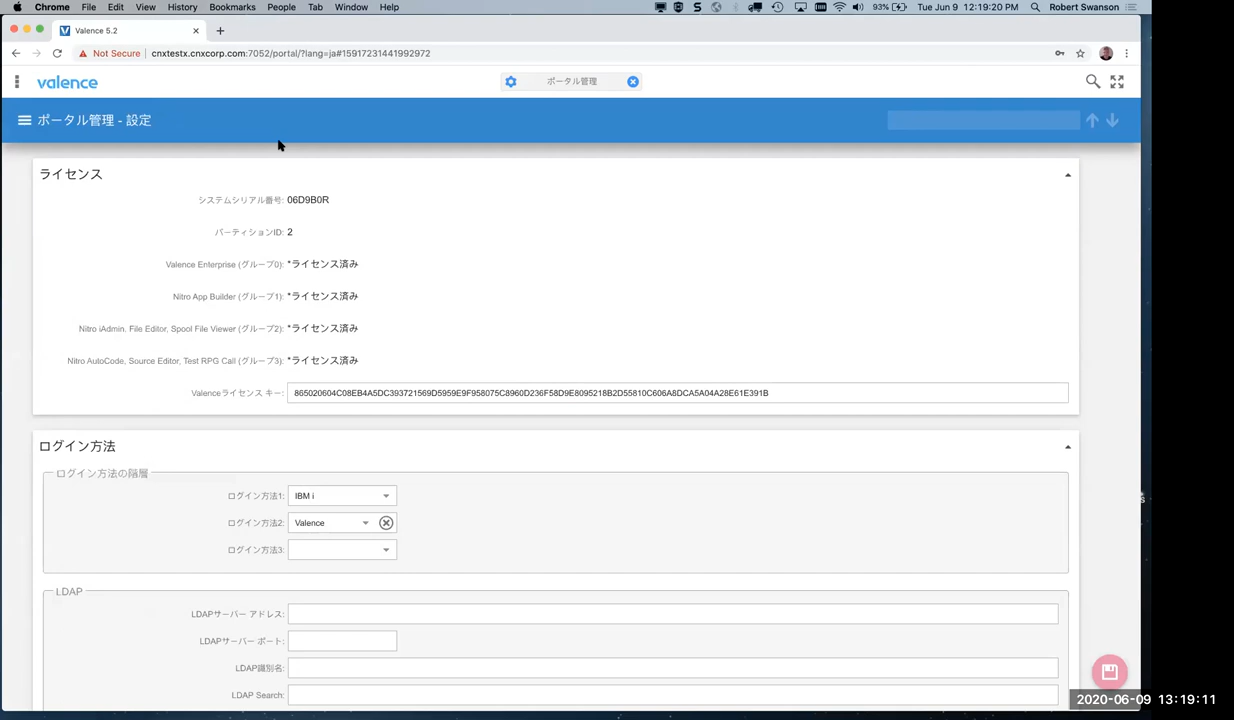 Chrome File Edit View History Bookmarks People Tab Window Help 93% Tue Jun 9 12:19:20 PM Robert Swanson
Valence 5.2
Not Secure cnxtestx.cnxcorp.com:7052/portal/?lang=ja#15917231441992972
valence ポータル管理
ポータル管理 - 設定
ライセンス
システムシリアル番号: 06D9B0R
パーティションID: 2
Valence Enterprise (グループ0): *ライセンス済み
Nitro App Builder (グループ1): *ライセンス済み
Nitro iAdmin, File Editor, Spool File Viewer (グループ2): *ライセンス済み
Nitro AutoCode, Source Editor, Test RPG Call (グループ3): *ライセンス済み
Valenceライセンス キー: 865020604C08EB4A5DC393721569D5959E9F958075C8960D236F58D9E8095218B2D55810C606A8DCA5A04A28E61E391B
ログイン方法
ログイン方法の階層
ログイン方法1: IBM i
ログイン方法2: Valence
ログイン方法3:
LDAP
LDAPサーバー アドレス:
LDAPサーバー ポート:
LDAP識別名:
LDAP Search:
2020-06-09 13:19:11